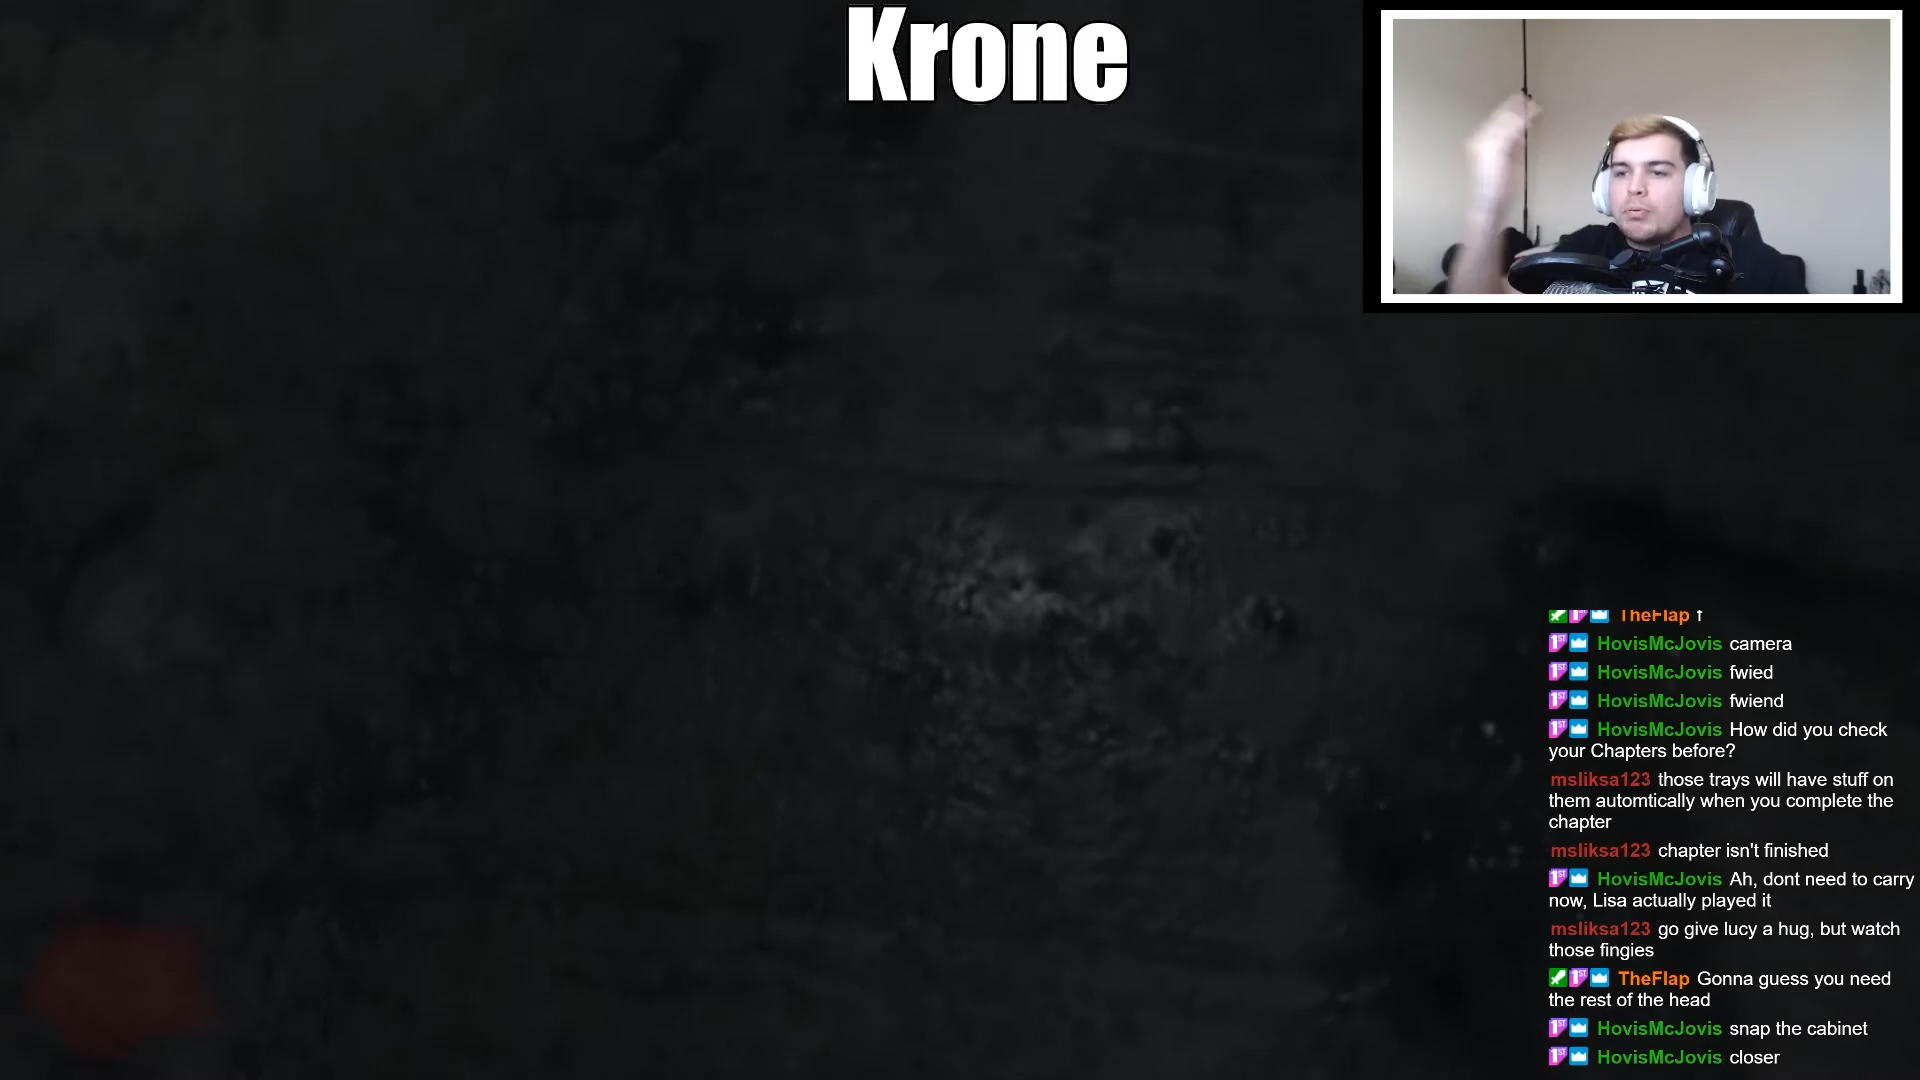 Krone
TheFlap
HovisMcJovis camera
HovisMcJovis fwied
HovisMcJovis fwiend
HovisMcJovis How did you check
your Chapters before?
msliksa123 those trays will have stuff on
them automtically when you complete the
chapter
msliksa123 chapter isn't finished
HovisMcJovis Ah, dont need to carry
now, Lisa actually played it
msliksa123 go give lucy a hug, but watch
those fingies
TheFlap Gonna guess you need
the rest of the head
HovisMcJovis snap the cabinet
HovisMcJovis closer